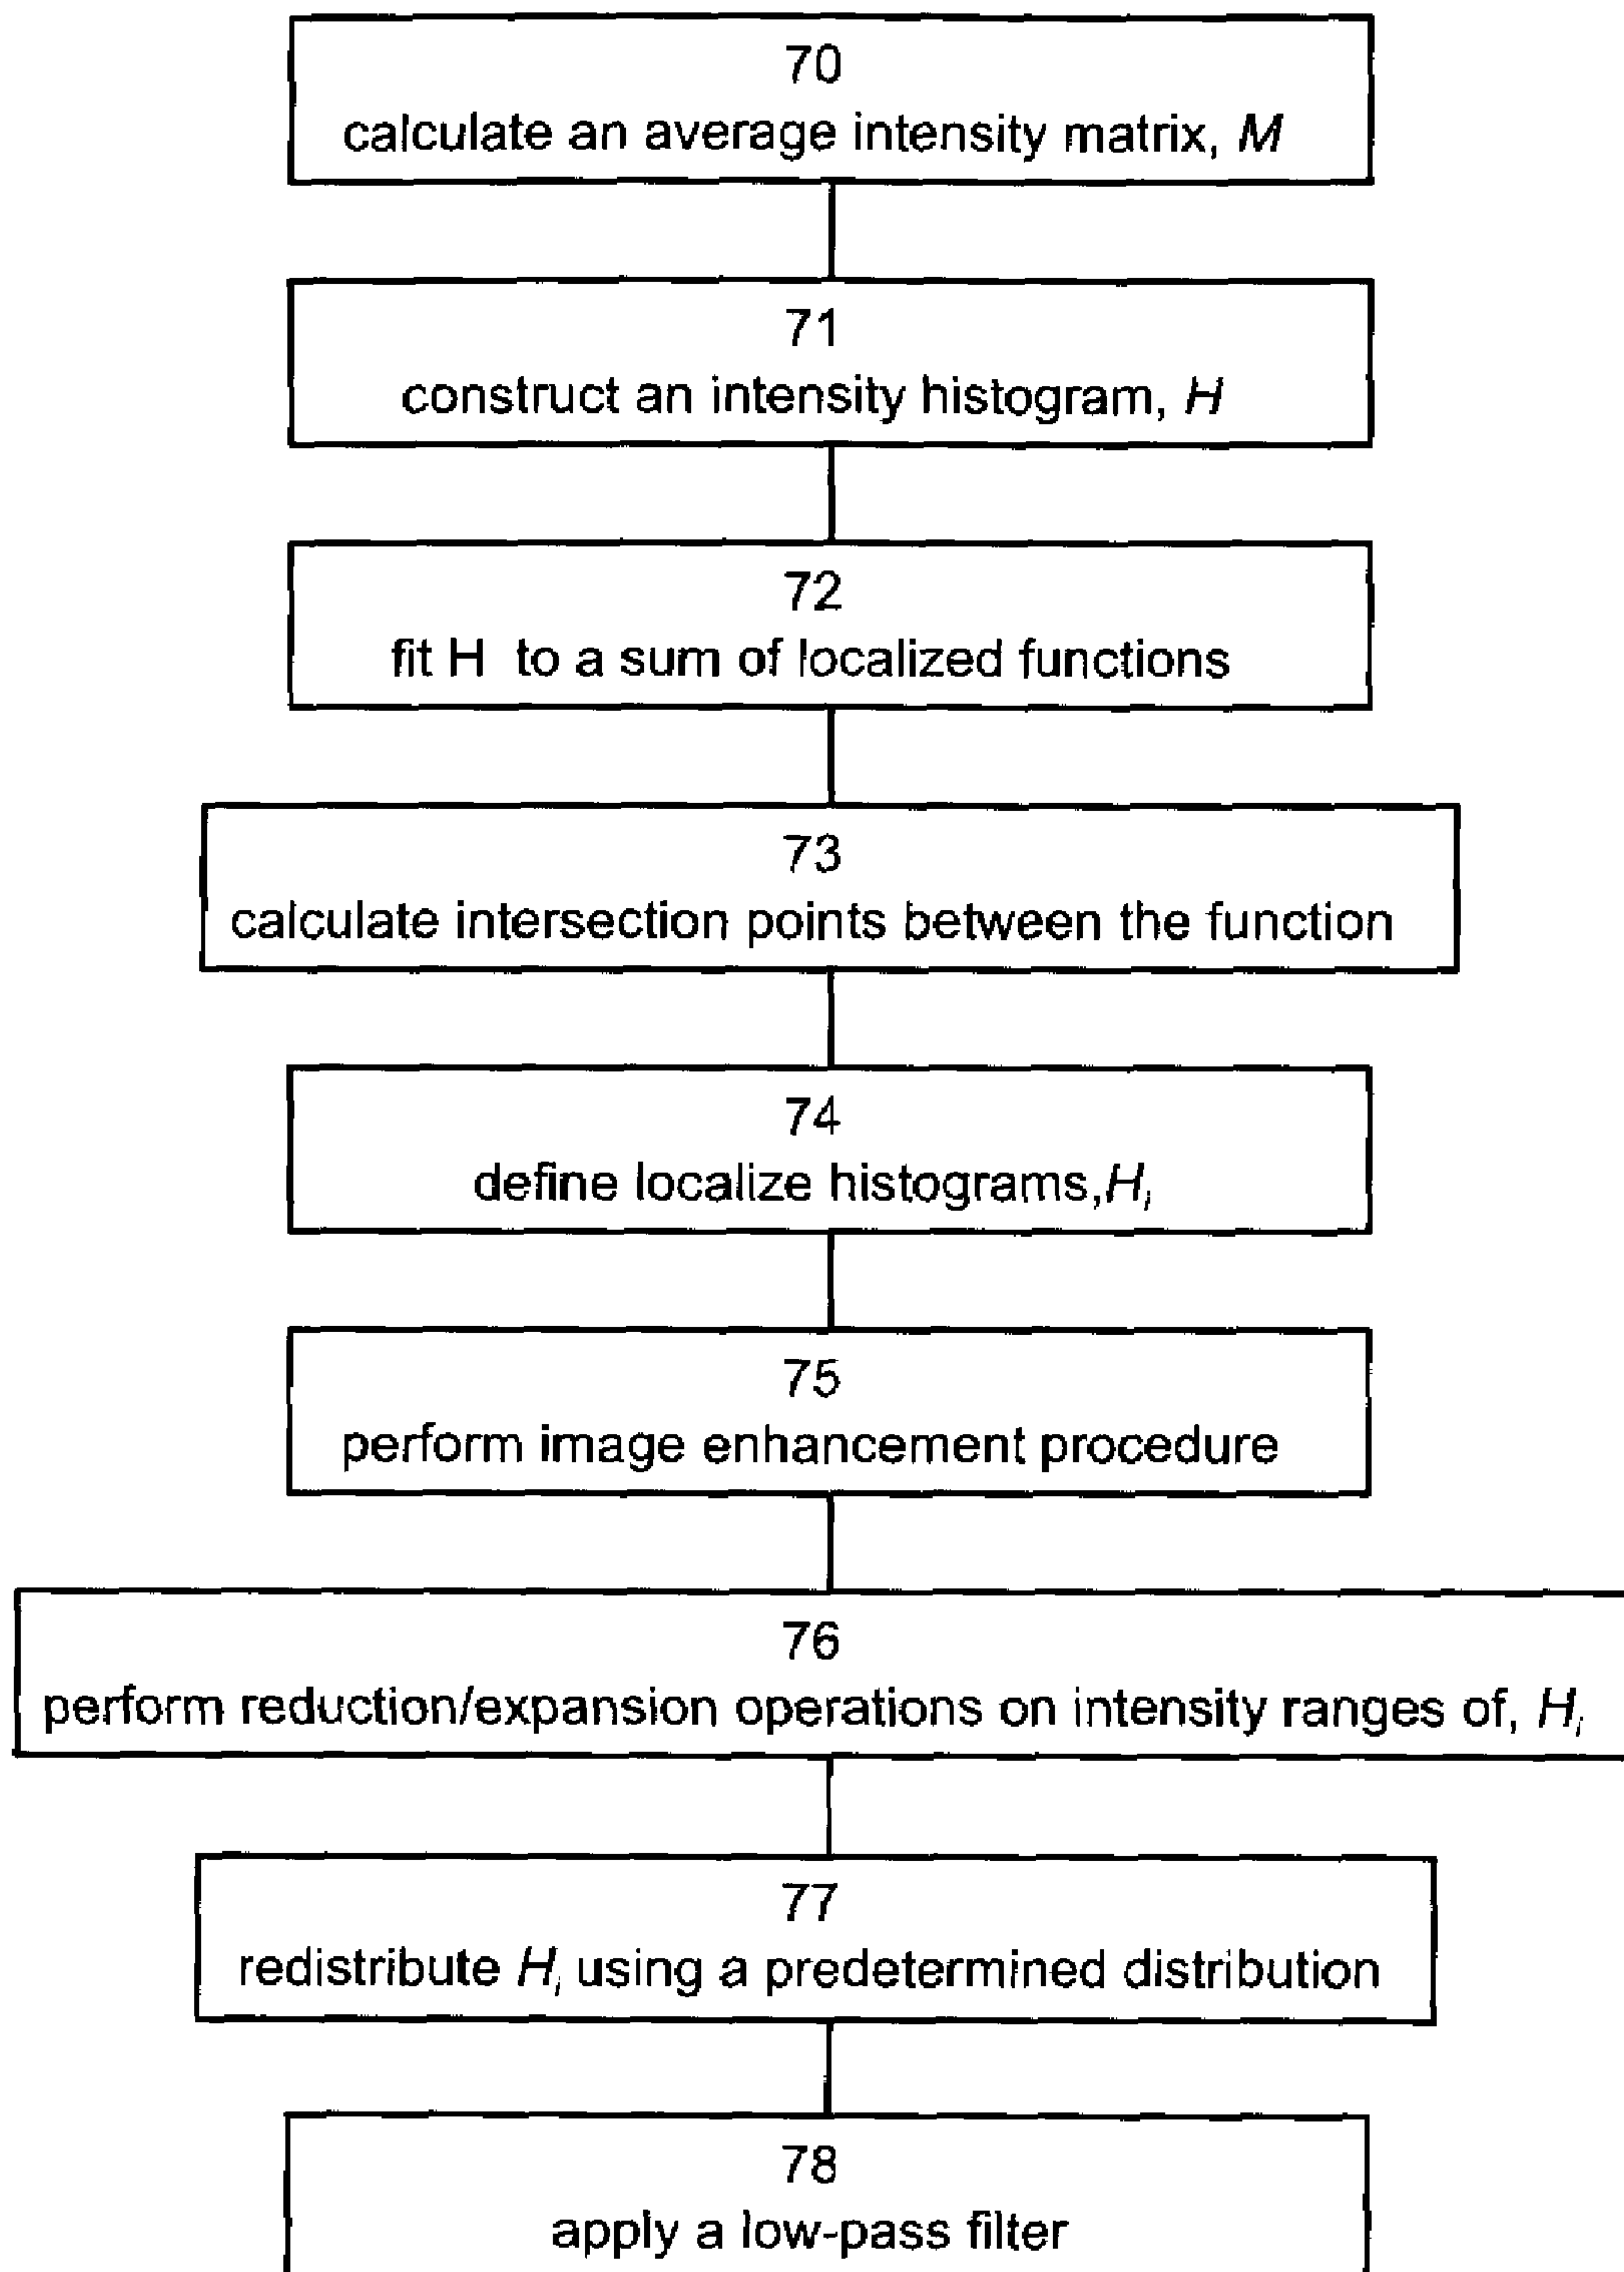 70
calculate an average intensity matrix, M
71
construct an intensity histogram, H
72
fit H to a sum of localized functions
73
calculate intersection points between the function
74
define localize histograms,Hᵢ
75
perform image enhancement procedure
76
perform reduction/expansion operations on intensity ranges of, Hᵢ
77
redistribute Hᵢ using a predetermined distribution
78
apply a low-pass filter